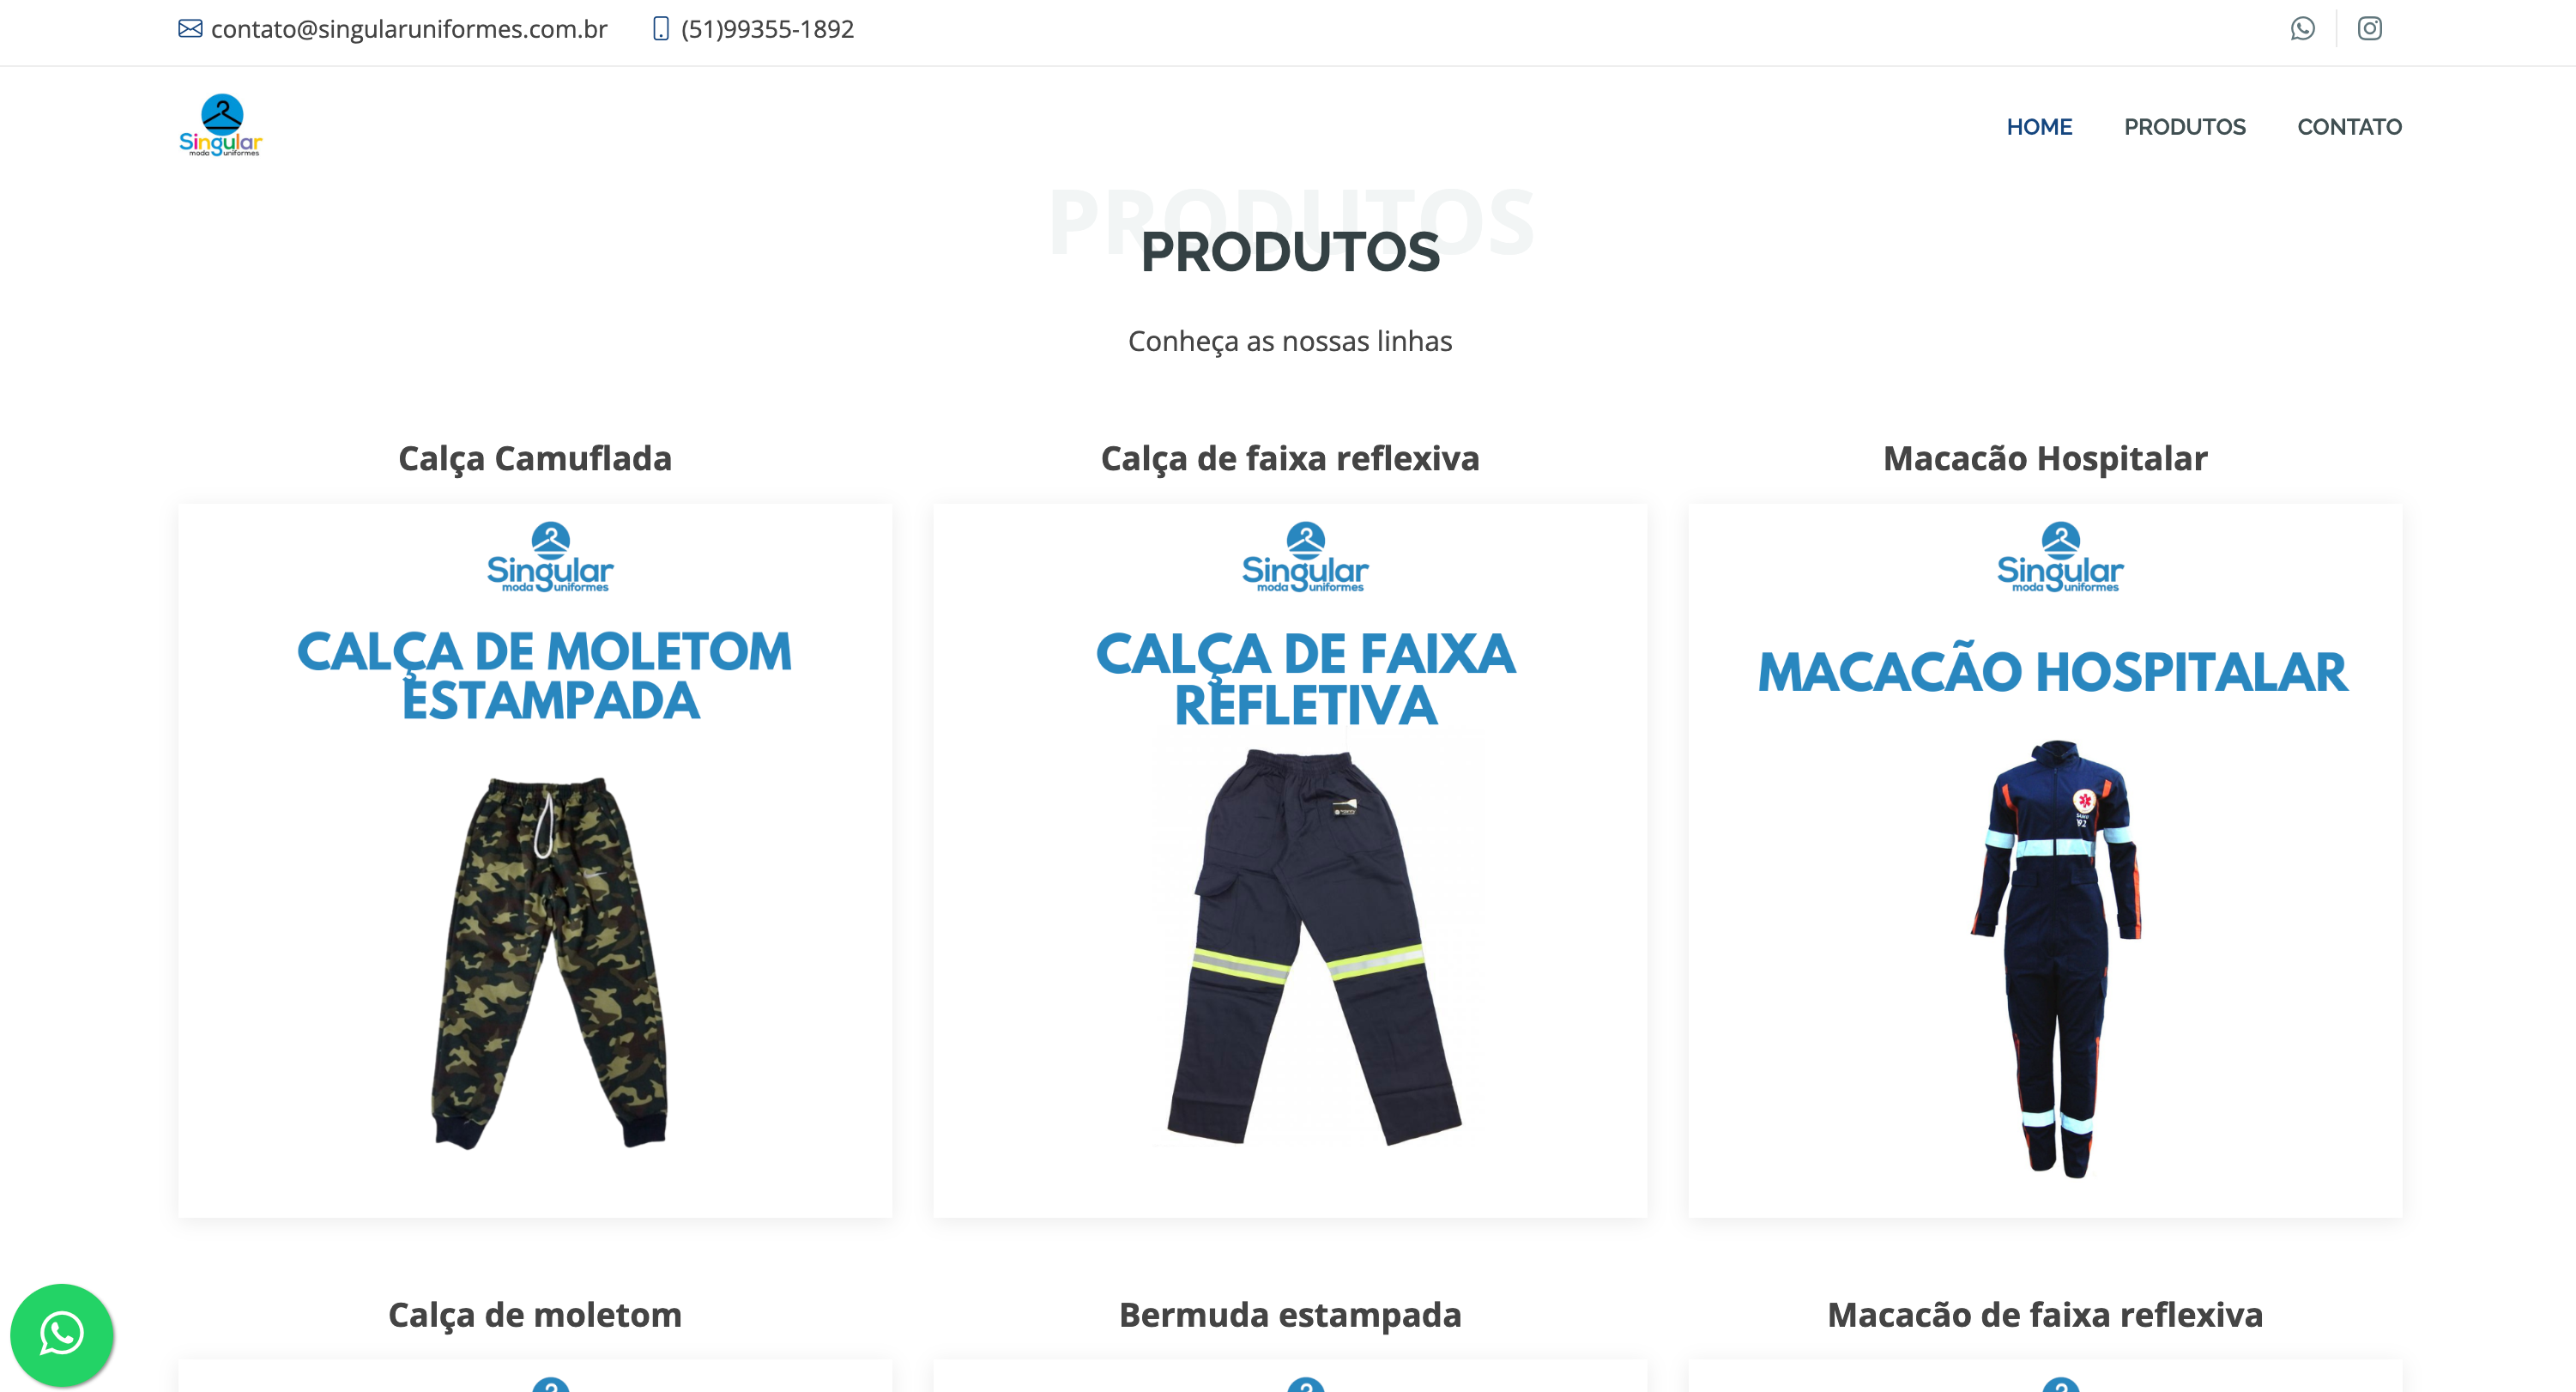 contato@singularuniformes.com.br (51)99355-1892
Singular
moda uniformes
HOME PRODUTOS CONTATO
PRODUTOS
PRODUTOS
Conheça as nossas linhas
Calça Camuflada
Singular
moda uniformes
CALÇA DE MOLETOM
ESTAMPADA
Calça de faixa reflexiva
Singular
moda uniformes
CALÇA DE FAIXA
REFLETIVA
Macacão Hospitalar
Singular
moda uniformes
MACACÃO HOSPITALAR
Calça de moletom
Bermuda estampada
Macacão de faixa reflexiva